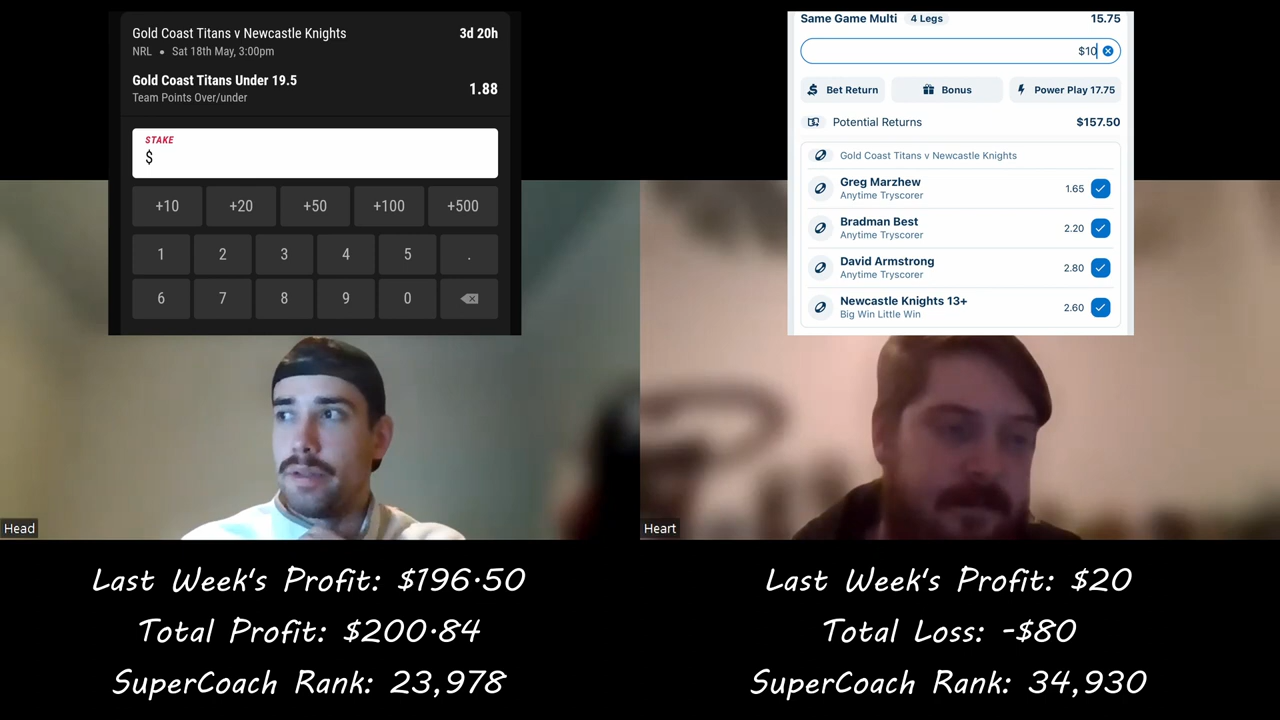 Gold Coast Titans v Newcastle Knights 3d 20h
NRL • Sat 18th May, 3:00pm
Gold Coast Titans Under 19.5
Team Points Over/under 1.88
STAKE
$
+10 +20 +50 +100 +500
1 2 3 4 5 .
6 7 8 9 0
Same Game Multi 4 Legs 15.75
$10
Bet Return Bonus Power Play 17.75
Potential Returns $157.50
Gold Coast Titans v Newcastle Knights
Greg Marzhew 1.65
Anytime Tryscorer
Bradman Best 2.20
Anytime Tryscorer
David Armstrong 2.80
Anytime Tryscorer
Newcastle Knights 13+ 2.60
Big Win Little Win
Head
Heart
Last Week's Profit: $196.50
Total Profit: $200.84
SuperCoach Rank: 23,978
Last Week's Profit: $20
Total Loss: -$80
SuperCoach Rank: 34,930